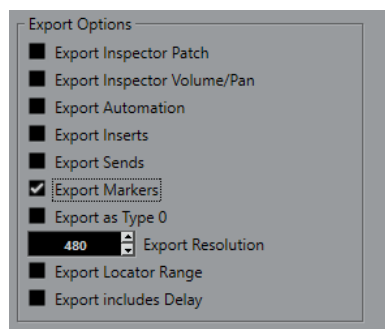 Export Options
Export Inspector Patch
Export Inspector Volume/Pan
Export Automation
Export Inserts
Export Sends
Export Markers
Export as Type 0
480 Export Resolution
Export Locator Range
Export includes Delay